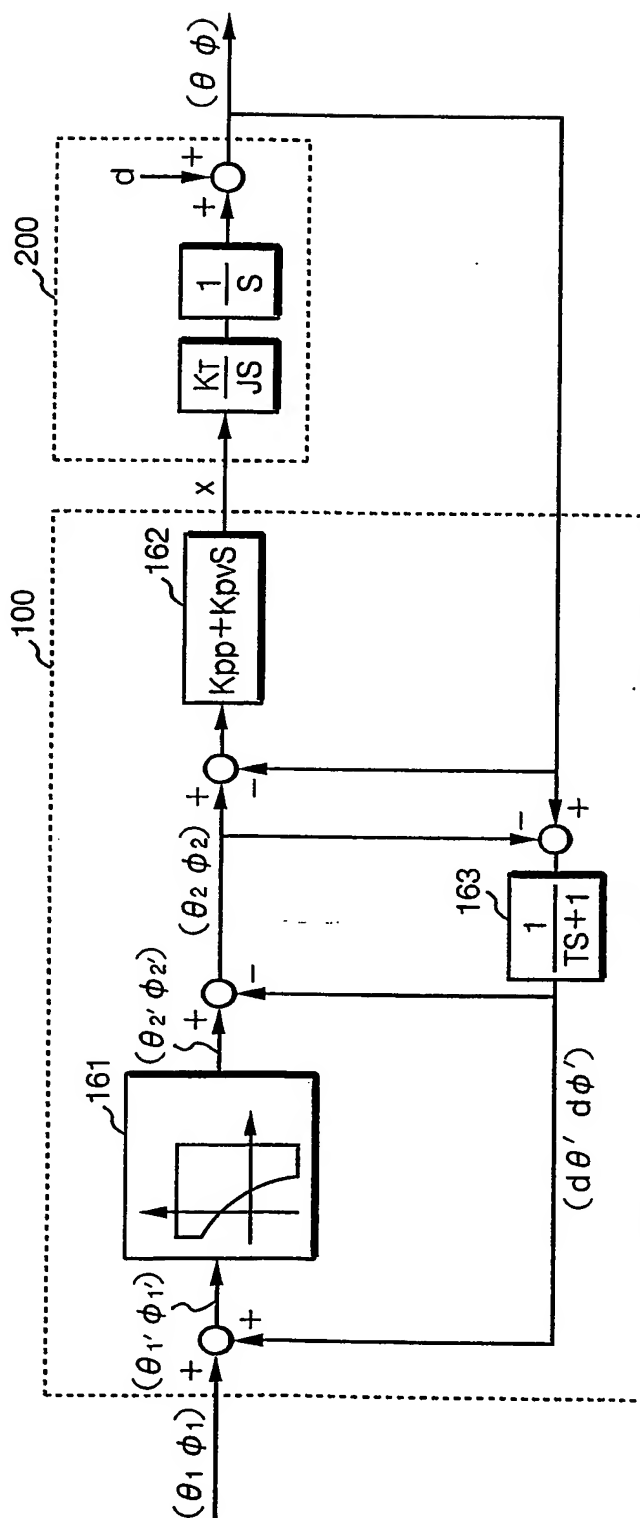 100
200
(θ1 φ1)
+
+
(θ1' φ1')
161
(θ2' φ2')
+
-
(θ2 φ2)
+
-
162
Kpp+KpvS
x
KT
JS
1
S
d
+
+
(θ φ)
-
+
163
1
TS+1
(dθ' dφ')